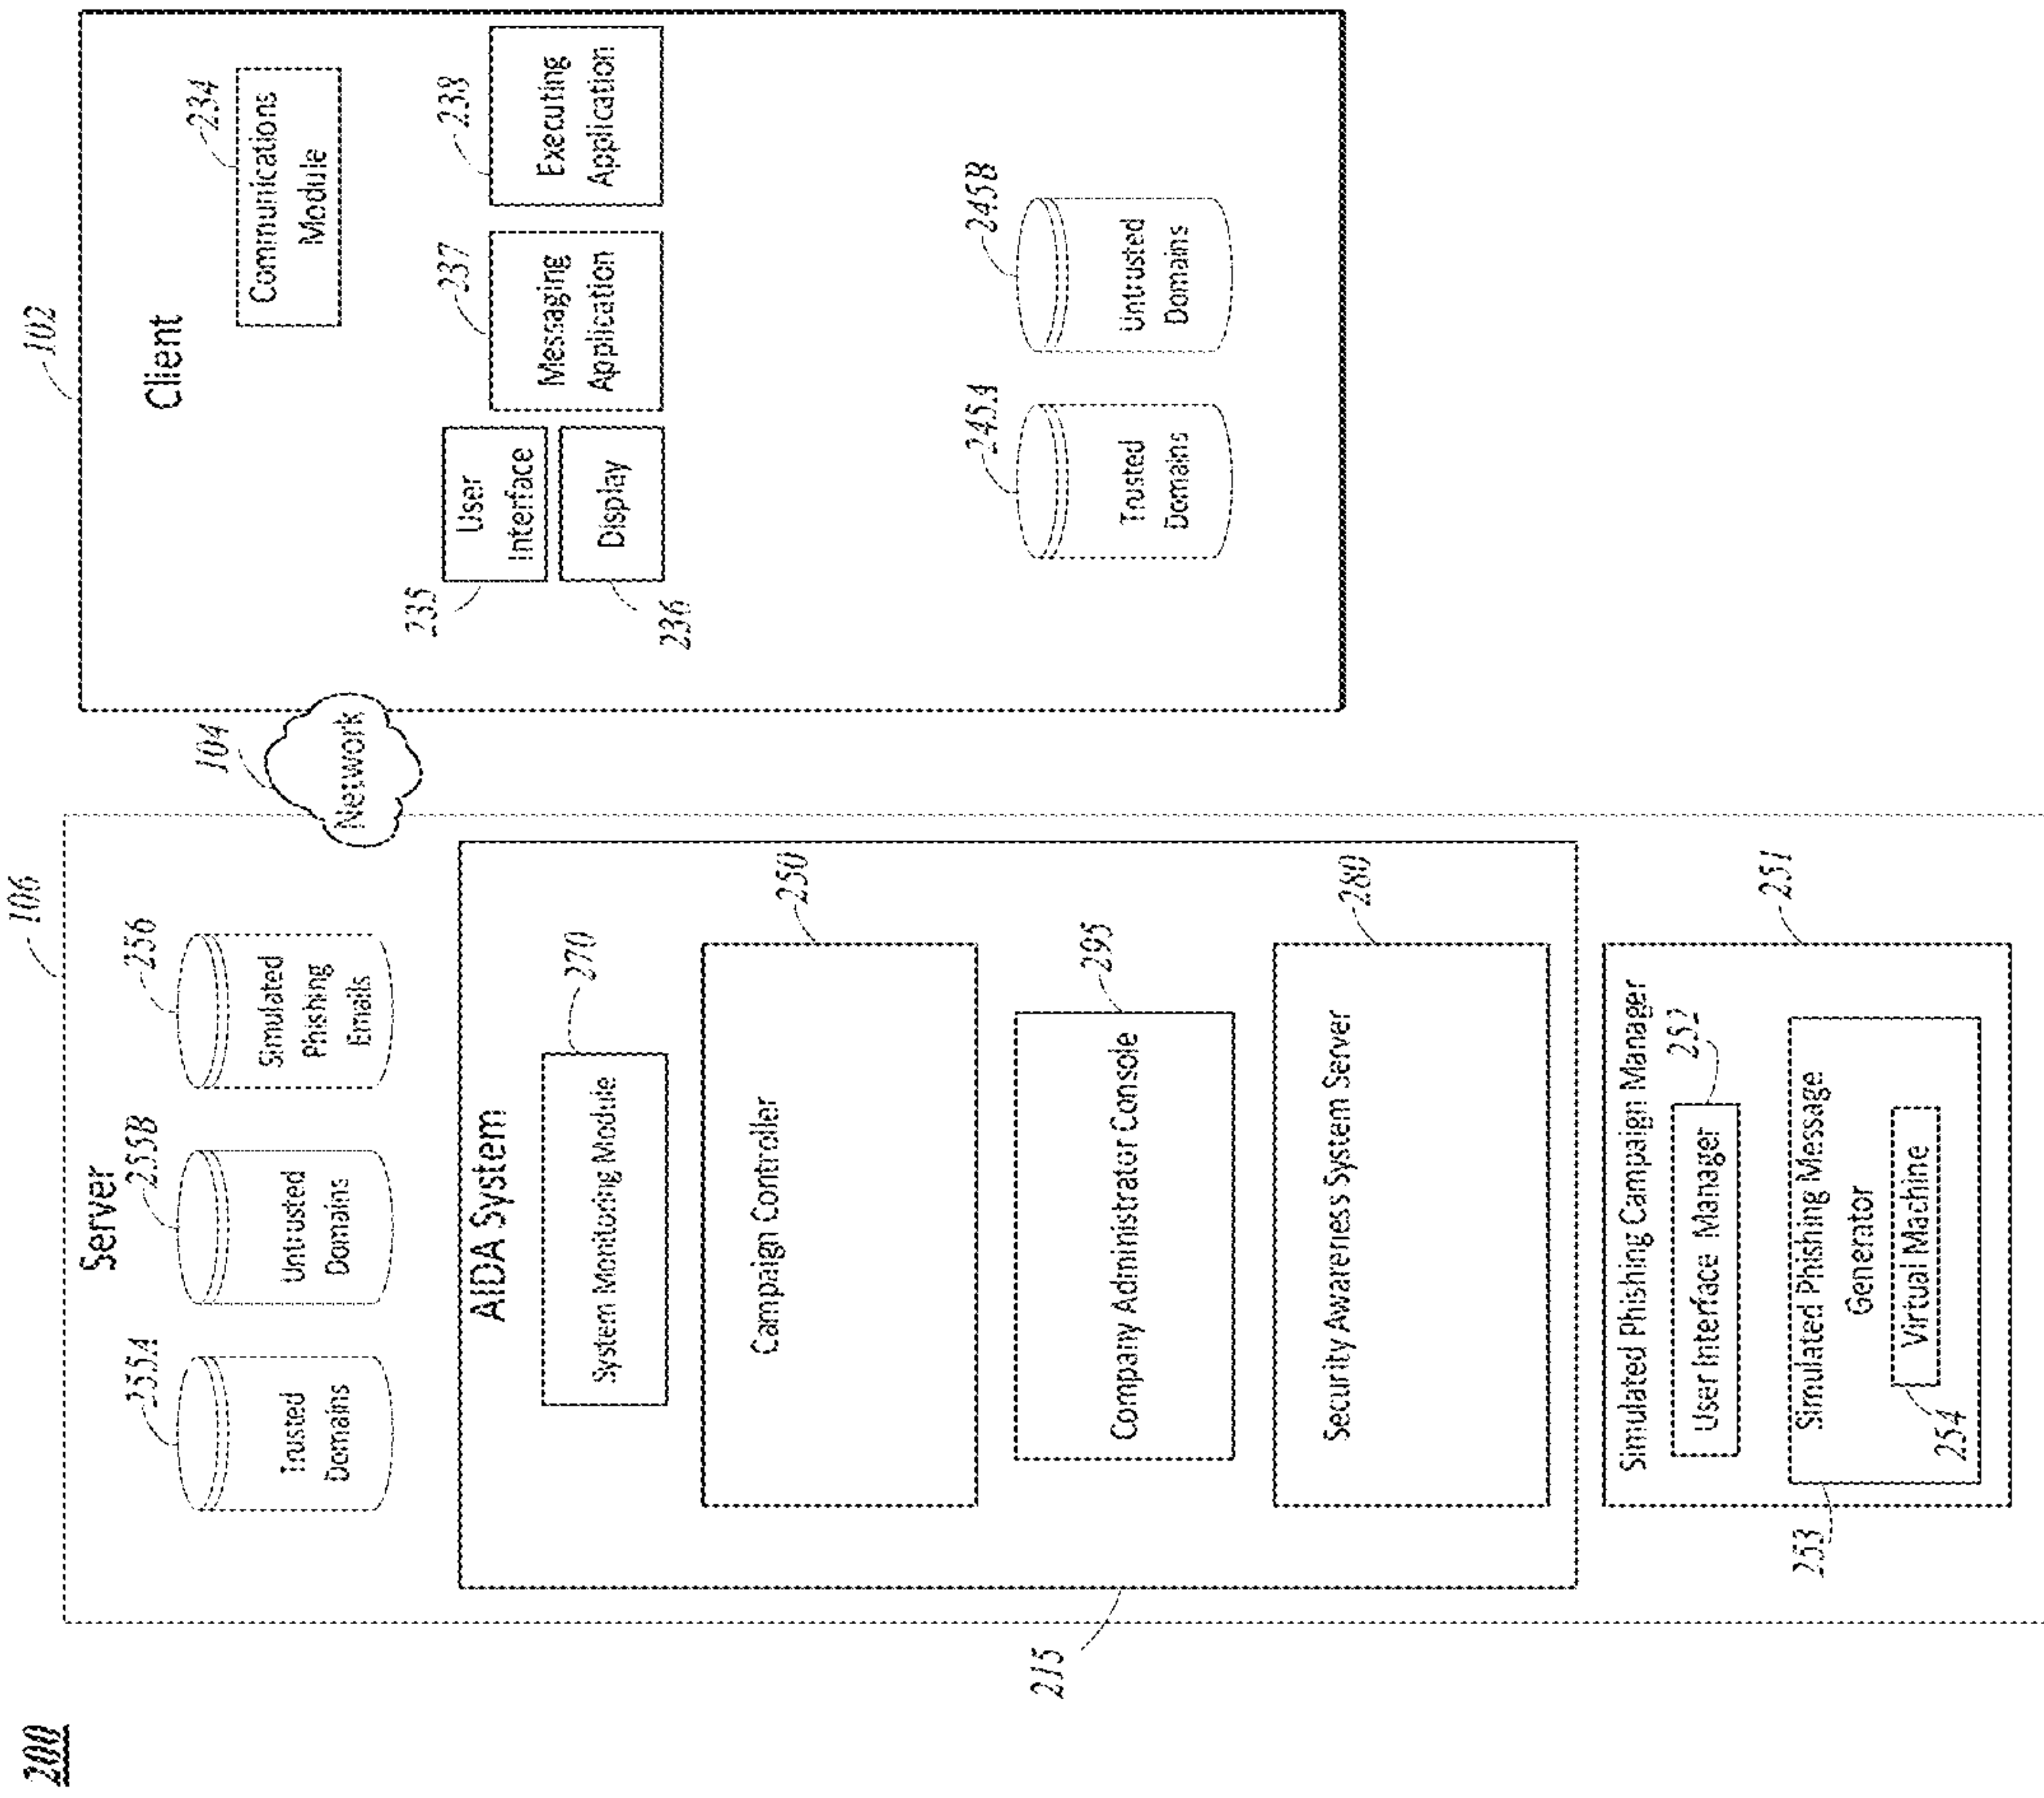 200
106
Server
255A
Trusted
Domains
255B
Untrusted
Domains
256
Simulated
Phishing
Emails
AIDA System
270
System Monitoring Module
250
Campaign Controller
295
Company Administrator Console
280
Security Awareness System Server
215
251
Simulated Phishing Campaign Manager
252
User Interface Manager
Simulated Phishing Message
Generator
Virtual Machine
253
254
104
Network
102
Client
234
Communications
Module
235
User
Interface
Display
236
237
Messaging
Application
238
Executing
Application
245A
Trusted
Domains
245B
Untrusted
Domains